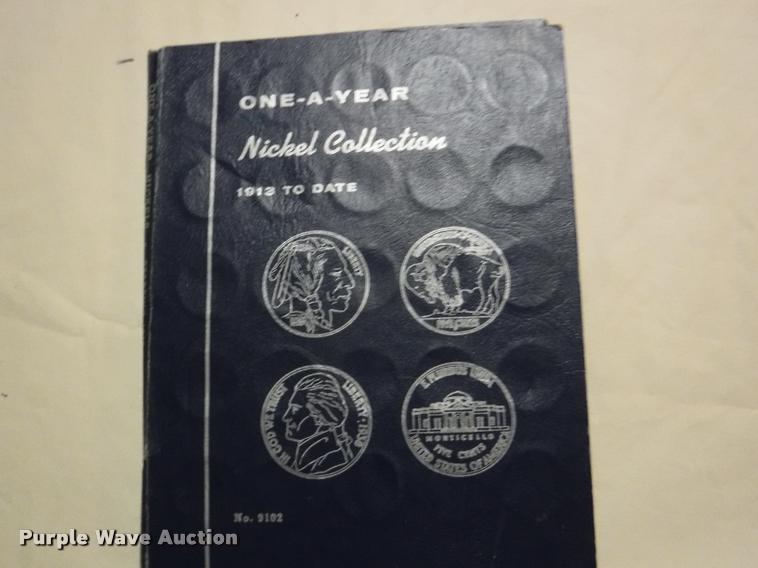 ONE-A-YEAR
Nickel Collection
1913 TO DATE
LIBERTY
FIVE CENTS
IN GOD WE TRUST
LIBERTY
E PLURIBUS UNUM
MONTICELLO
FIVE CENTS
UNITED STATES OF AMERICA
No. 9102
Purple Wave Auction